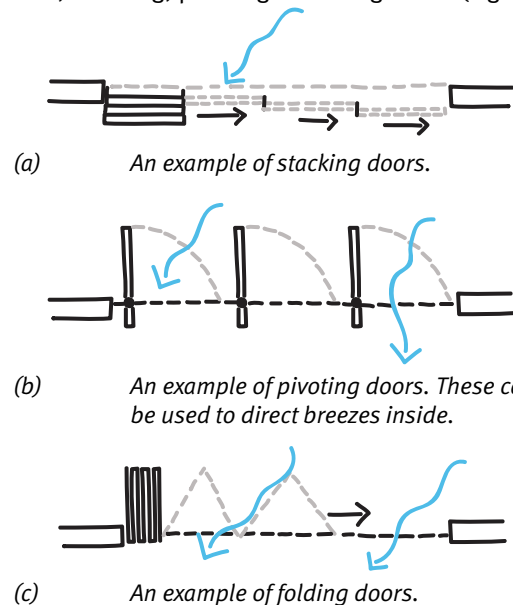 (a) An example of stacking doors.
(b) An example of pivoting doors. These
be used to direct breezes inside.
(c) An example of folding doors.